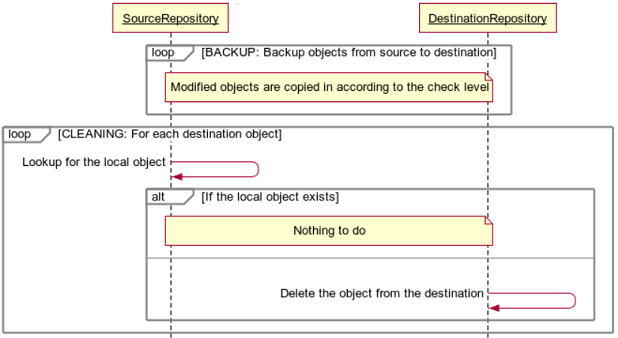 SourceRepository
DestinationRepository
loop
[BACKUP: Backup objects from source to destination]
Modified objects are copied in according to the check level
loop
[CLEANING: For each destination object]
Lookup for the local object
alt
[If the local object exists]
Nothing to do
Delete the object from the destination